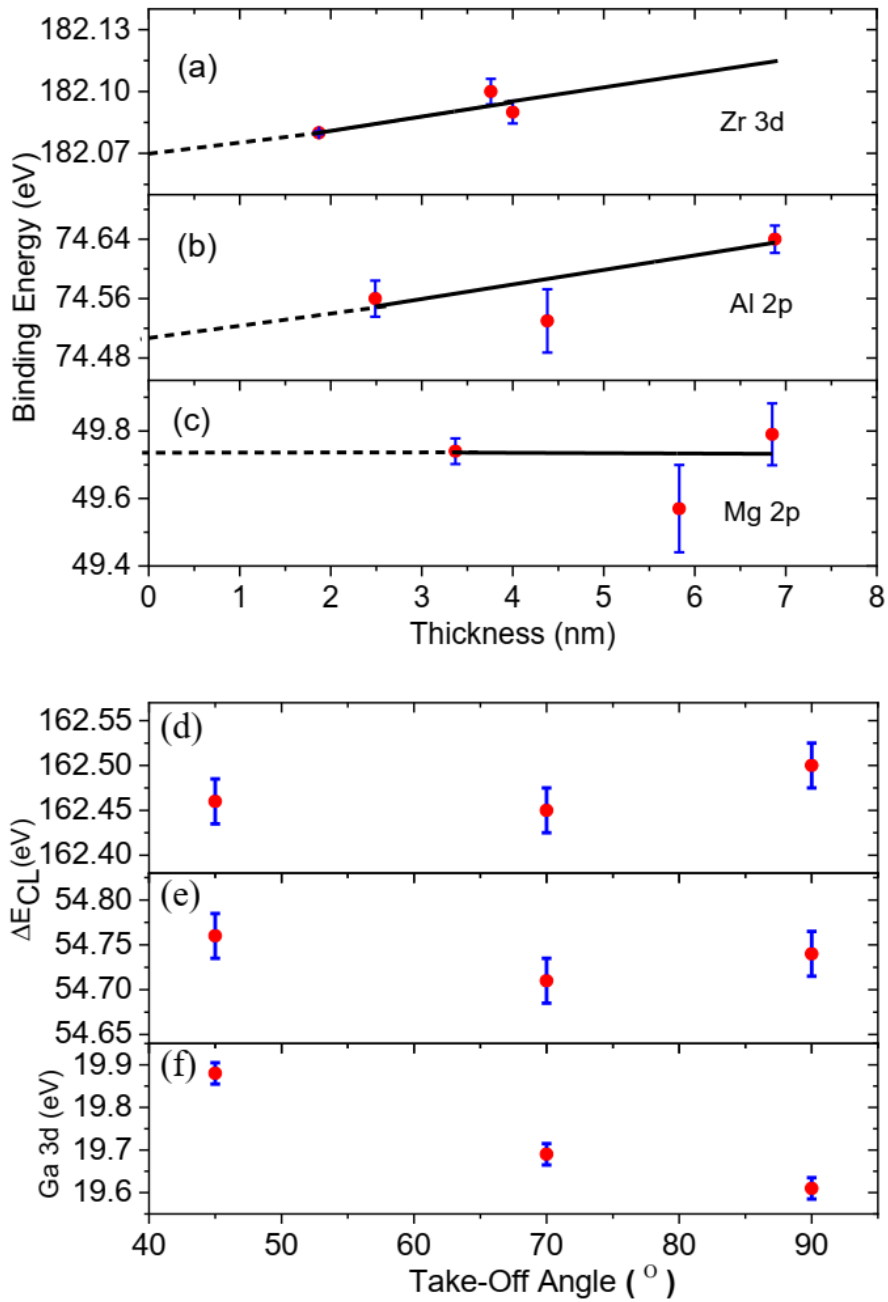 182.13
(a)
182.10
Zr 3d
182.07
Binding Energy (eV)
74.64
(b)
74.56
Al 2p
74.48
49.8
(c)
49.6
Mg 2p
49.4
0 1 2 3 4 5 6 7 8
Thickness (nm)
162.55
(d)
162.50
162.45
162.40
ΔE_CL(eV)
54.80
(e)
54.75
54.70
54.65
19.9
(f)
19.8
19.7
19.6
Ga 3d (eV)
40 50 60 70 80 90
Take-Off Angle ( ° )